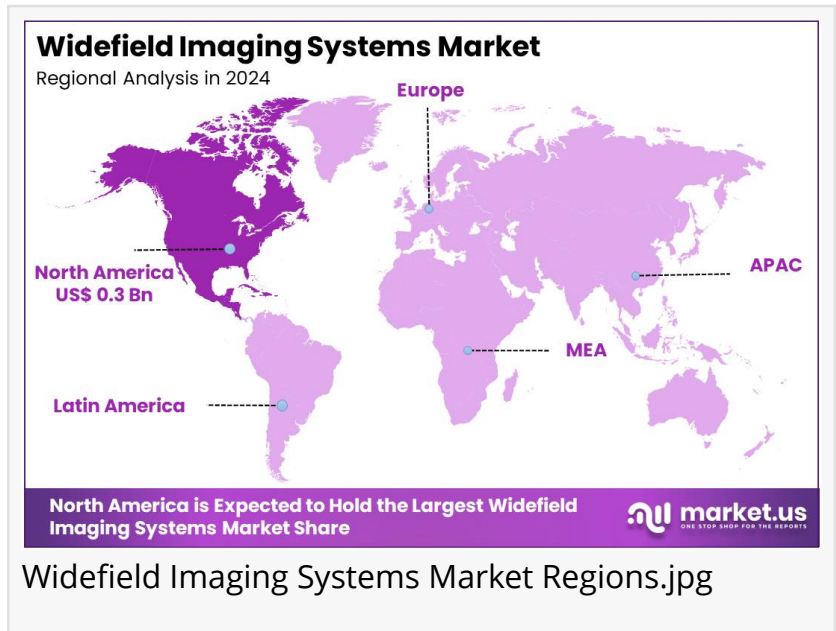 Widefield Imaging Systems Market
Regional Analysis in 2024
Europe
North America
US$ 0.3 Bn
APAC
MEA
Latin America
North America is Expected to Hold the Largest Widefield
Imaging Systems Market Share
market.us
ONE STOP SHOP FOR THE REPORTS
Widefield Imaging Systems Market Regions.jpg